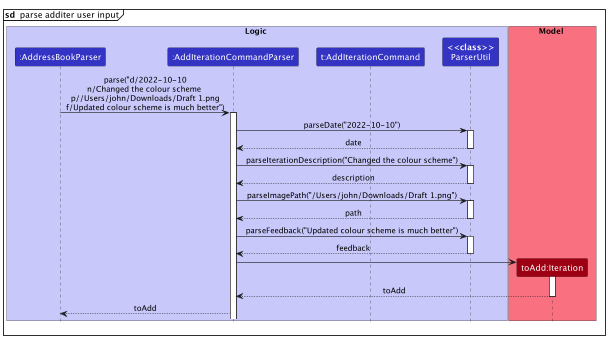 sd parse additer user input
Logic
Model
:AddressBookParser
:AddIterationCommandParser
t:AddIterationCommand
<<class>>
ParserUtil
parse("d/2022-10-10
n/Changed the colour scheme
p//Users/john/Downloads/Draft 1.png
f/Updated colour scheme is much better")
parseDate("2022-10-10")
date
parseIterationDescription("Changed the colour scheme")
description
parseImagePath("/Users/john/Downloads/Draft 1.png")
path
parseFeedback("Updated colour scheme is much better")
feedback
toAdd:Iteration
toAdd
toAdd